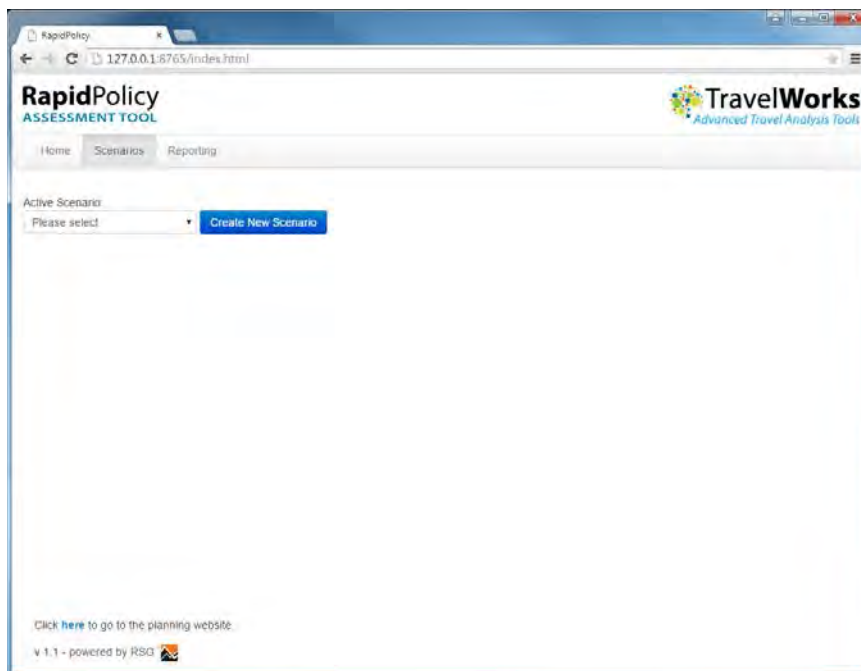 RapidPolicy
127.0.0.1:8765/index.html
RapidPolicy
ASSESSMENT TOOL
TravelWorks
Advanced Travel Analysis Tools
Home Scenarios Reporting
Active Scenario
Please select Create New Scenario
Click here to go to the planning website
v 1.1 - powered by RSG